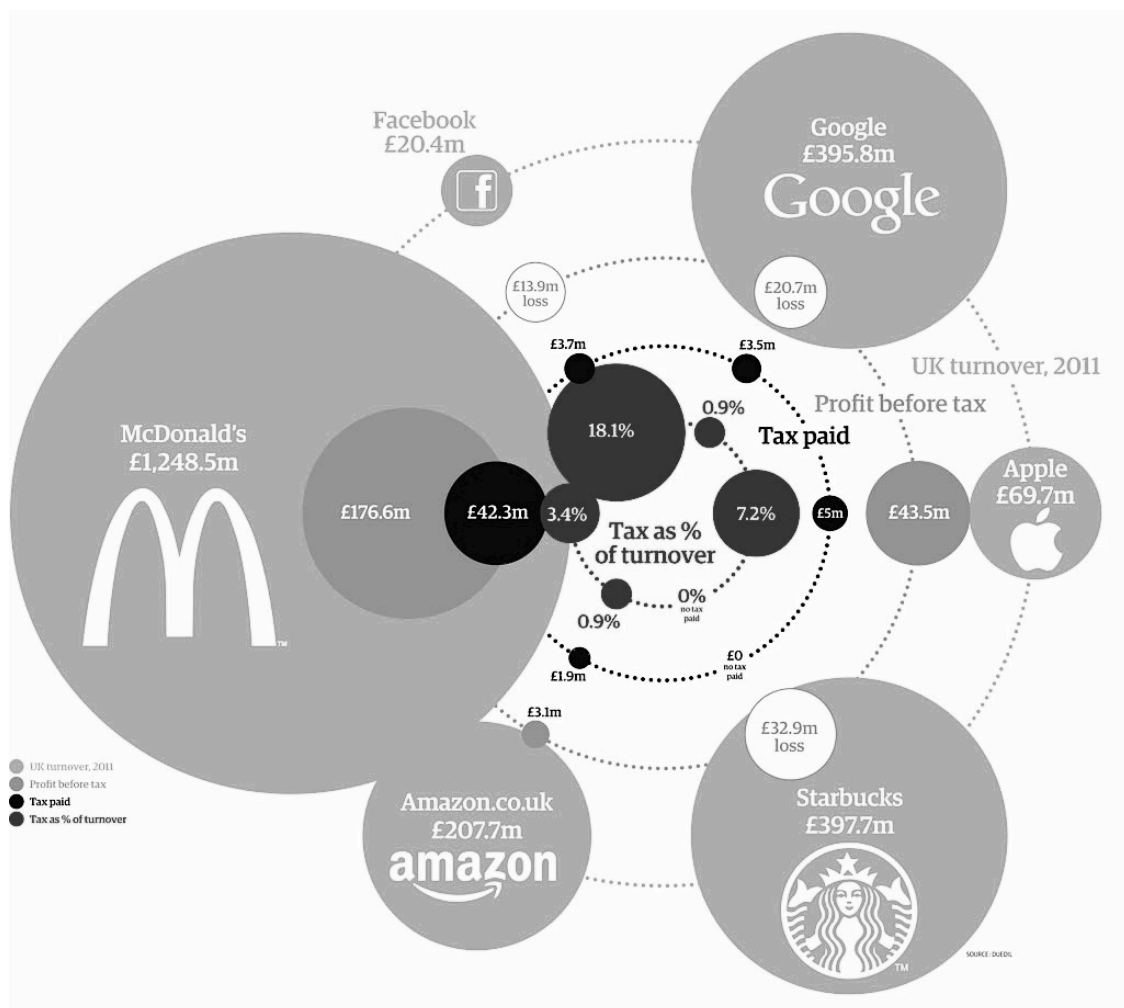 Facebook
£20.4m
f
Google
£395.8m
Google
£13.9m
loss
£20.7m
loss
£3.7m
£3.5m
UK turnover, 2011
Profit before tax
Tax paid
McDonald's
£1,248.5m
TM
£176.6m
£42.3m
3.4%
18.1%
0.9%
7.2%
£5m
£43.5m
Apple
£69.7m
Tax as %
of turnover
0.9%
0%
no tax
paid
£1.9m
£0
no tax
paid
£3.1m
£32.9m
loss
UK turnover, 2011
Profit before tax
Tax paid
Tax as % of turnover
Amazon.co.uk
£207.7m
amazon
Starbucks
£397.7m
TM
SOURCE: DUEDIL